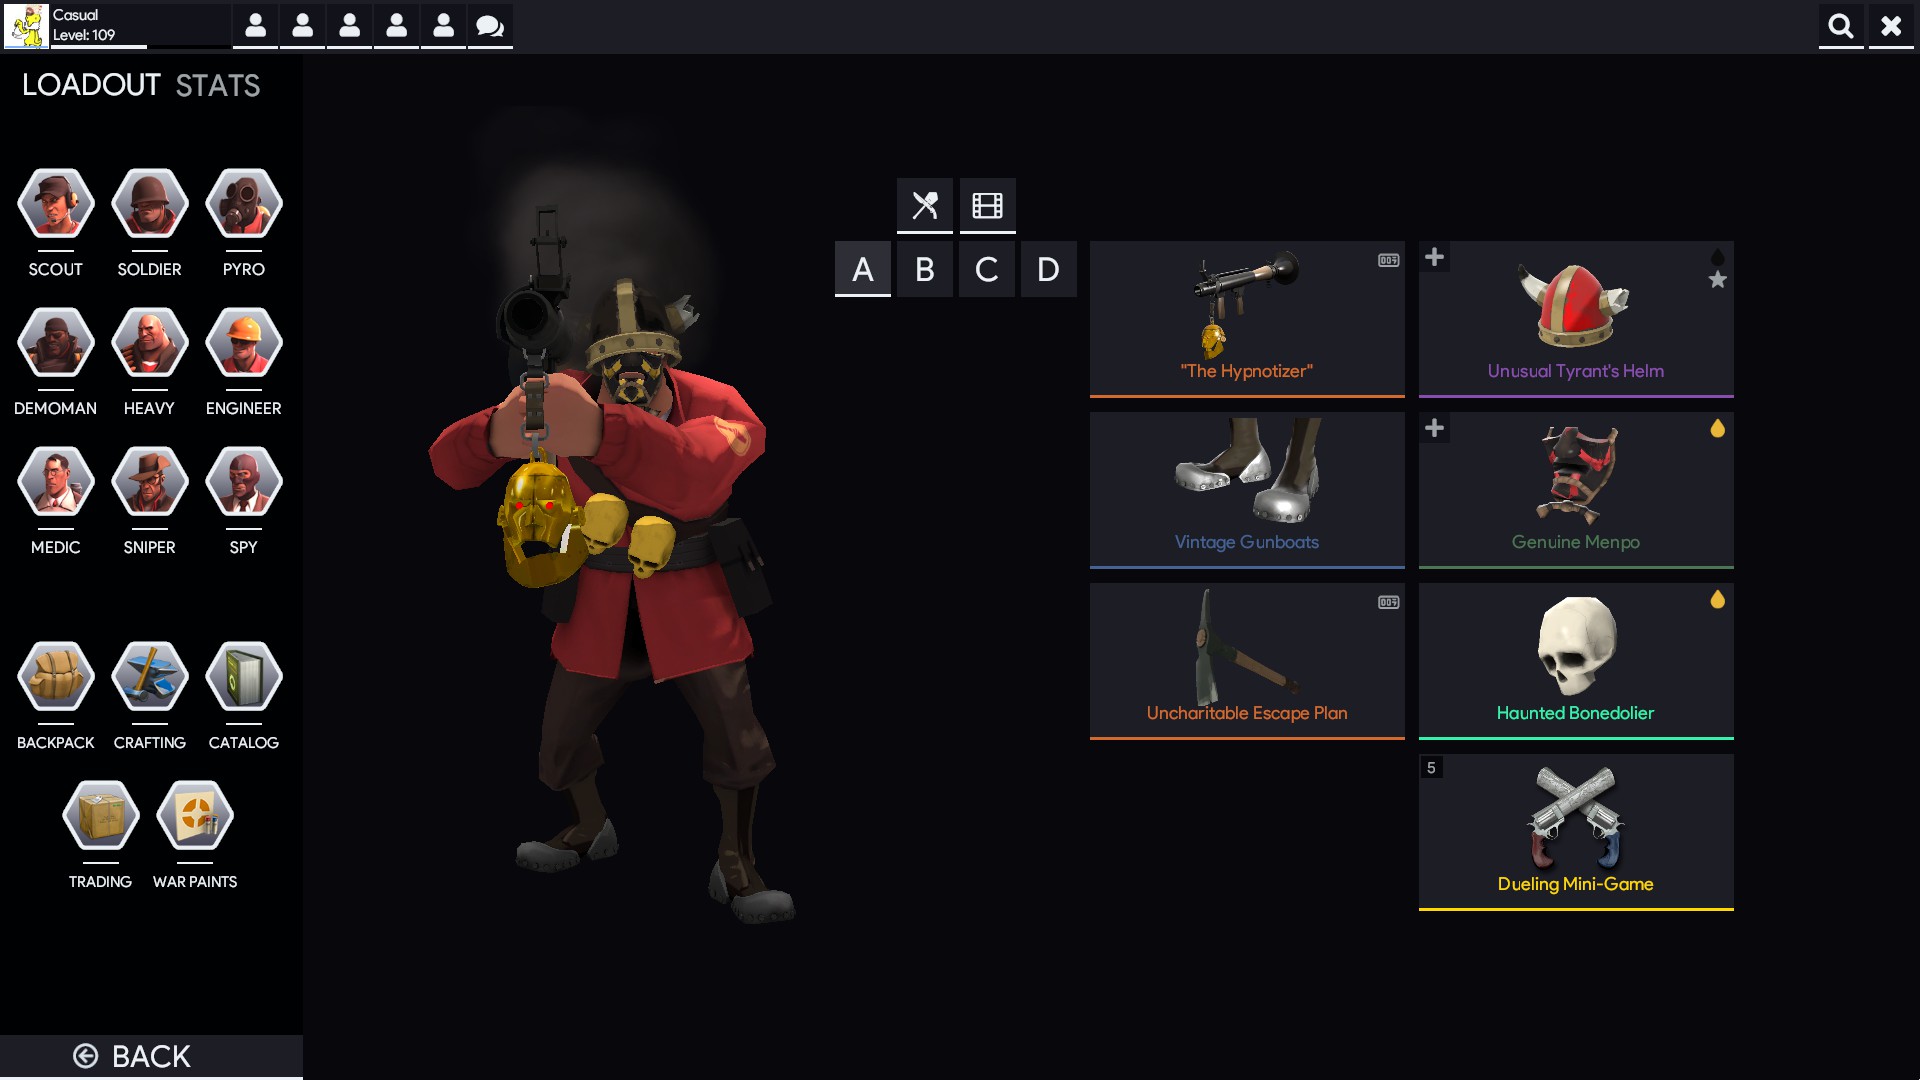 Casual
Level: 109
LOADOUT STATS
SCOUT SOLDIER PYRO
DEMOMAN HEAVY ENGINEER
MEDIC SNIPER SPY
BACKPACK CRAFTING CATALOG
TRADING WAR PAINTS
BACK
A B C D
"The Hypnotizer"
Unusual Tyrant's Helm
Vintage Gunboats
Genuine Menpo
Uncharitable Escape Plan
Haunted Bonedolier
5
Dueling Mini-Game